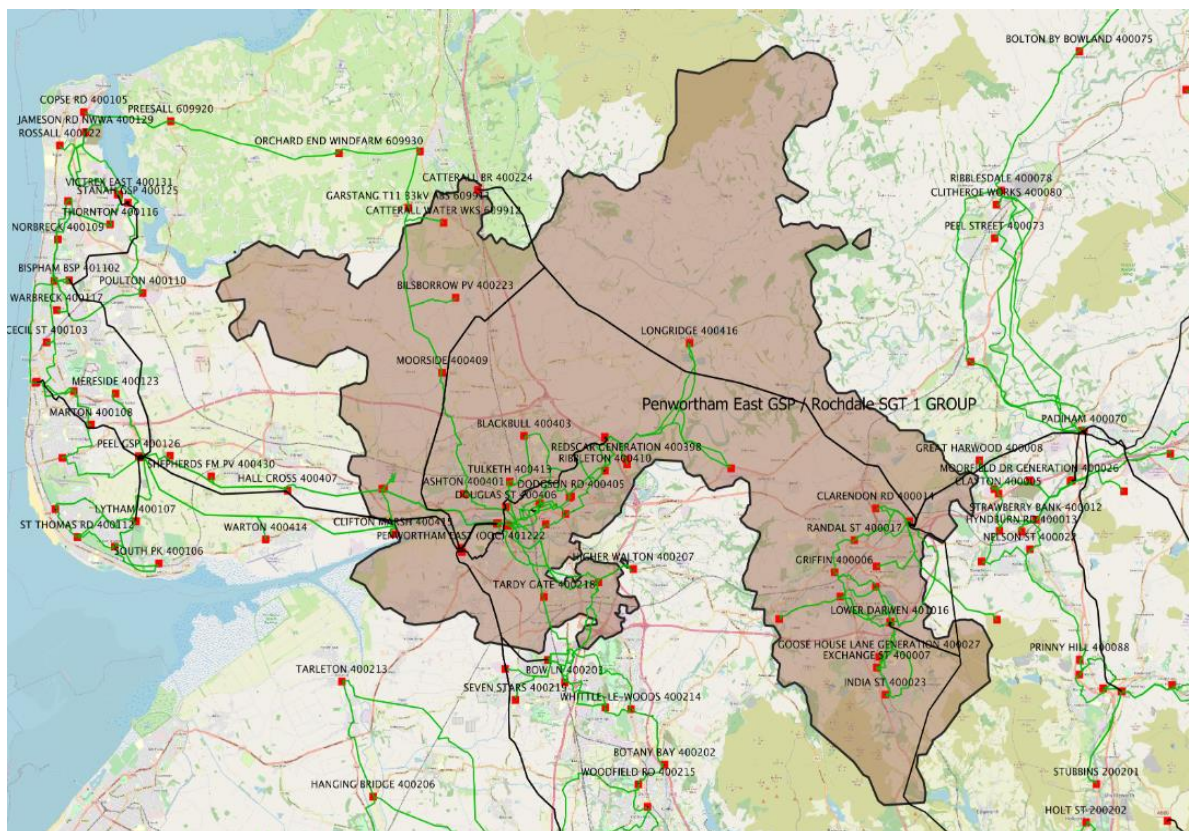 BOLTON BY BOWLAND 400075
COPSE RD 400105
PREESALL 609920
JAMESON RD NWWA 400129
ROSSALL 400122
ORCHARD END WINDFARM 609930
CATTERALL BR 400224
RIBBLESDALE 400078
VICTREX EAST 400131
STANAH GSP 400125
CLITHEROE WORKS 400080
CATTERALL WATER WKS 609912
THORNTON 400116
NORBRECK 400109
PEEL STREET 400073
BISPHAM BSP 401102
POULTON 400110
BILSBORROW PV 400223
WARBRECK 400117
CECIL ST 400103
LONGRIDGE 400416
MOORSIDE 400409
MERESIDE 400123
Penwortham East GSP / Rochdale SGT 1 GROUP
MARTON 400108
PADIHAM 400070
BLACKBULL 400403
REDSCAR GENERATION 400398
GREAT HARWOOD 400008
PEEL GSP 400126
RIBBLETON 400410
SHEPHERDS FM PV 400430
TULKETH 400413
MOORFIELD DR GENERATION 400026
HALL CROSS 400407
ASHTON 400401
DODGSON RD 400405
CLAYTON 400005
DOUGLAS ST 400406
CLARENDON RD 400014
LYTHAM 400107
STRAWBERRY BANK 400012
ST THOMAS RD 400112
CLIFTON MARSH 400415
HYNDBURN RD 400013
WARTON 400414
RANDAL ST 400017
PENWORTHAM EAST (OOC) 401222
NELSON ST 400022
SOUTH PK 400106
HIGHER WALTON 400207
GRIFFIN 400006
TARDY GATE 400218
LOWER DARWEN 401016
GOOSE HOUSE LANE GENERATION 400027
TARLETON 400213
BOW LN 400201
EXCHANGE ST 400007
PRINNY HILL 400088
SEVEN STARS 400219
INDIA ST 400023
WHITTLE-LE-WOODS 400214
BOTANY BAY 400202
WOODFIELD RD 400215
HANGING BRIDGE 400206
STUBBINS 200201
HOLT ST 200202